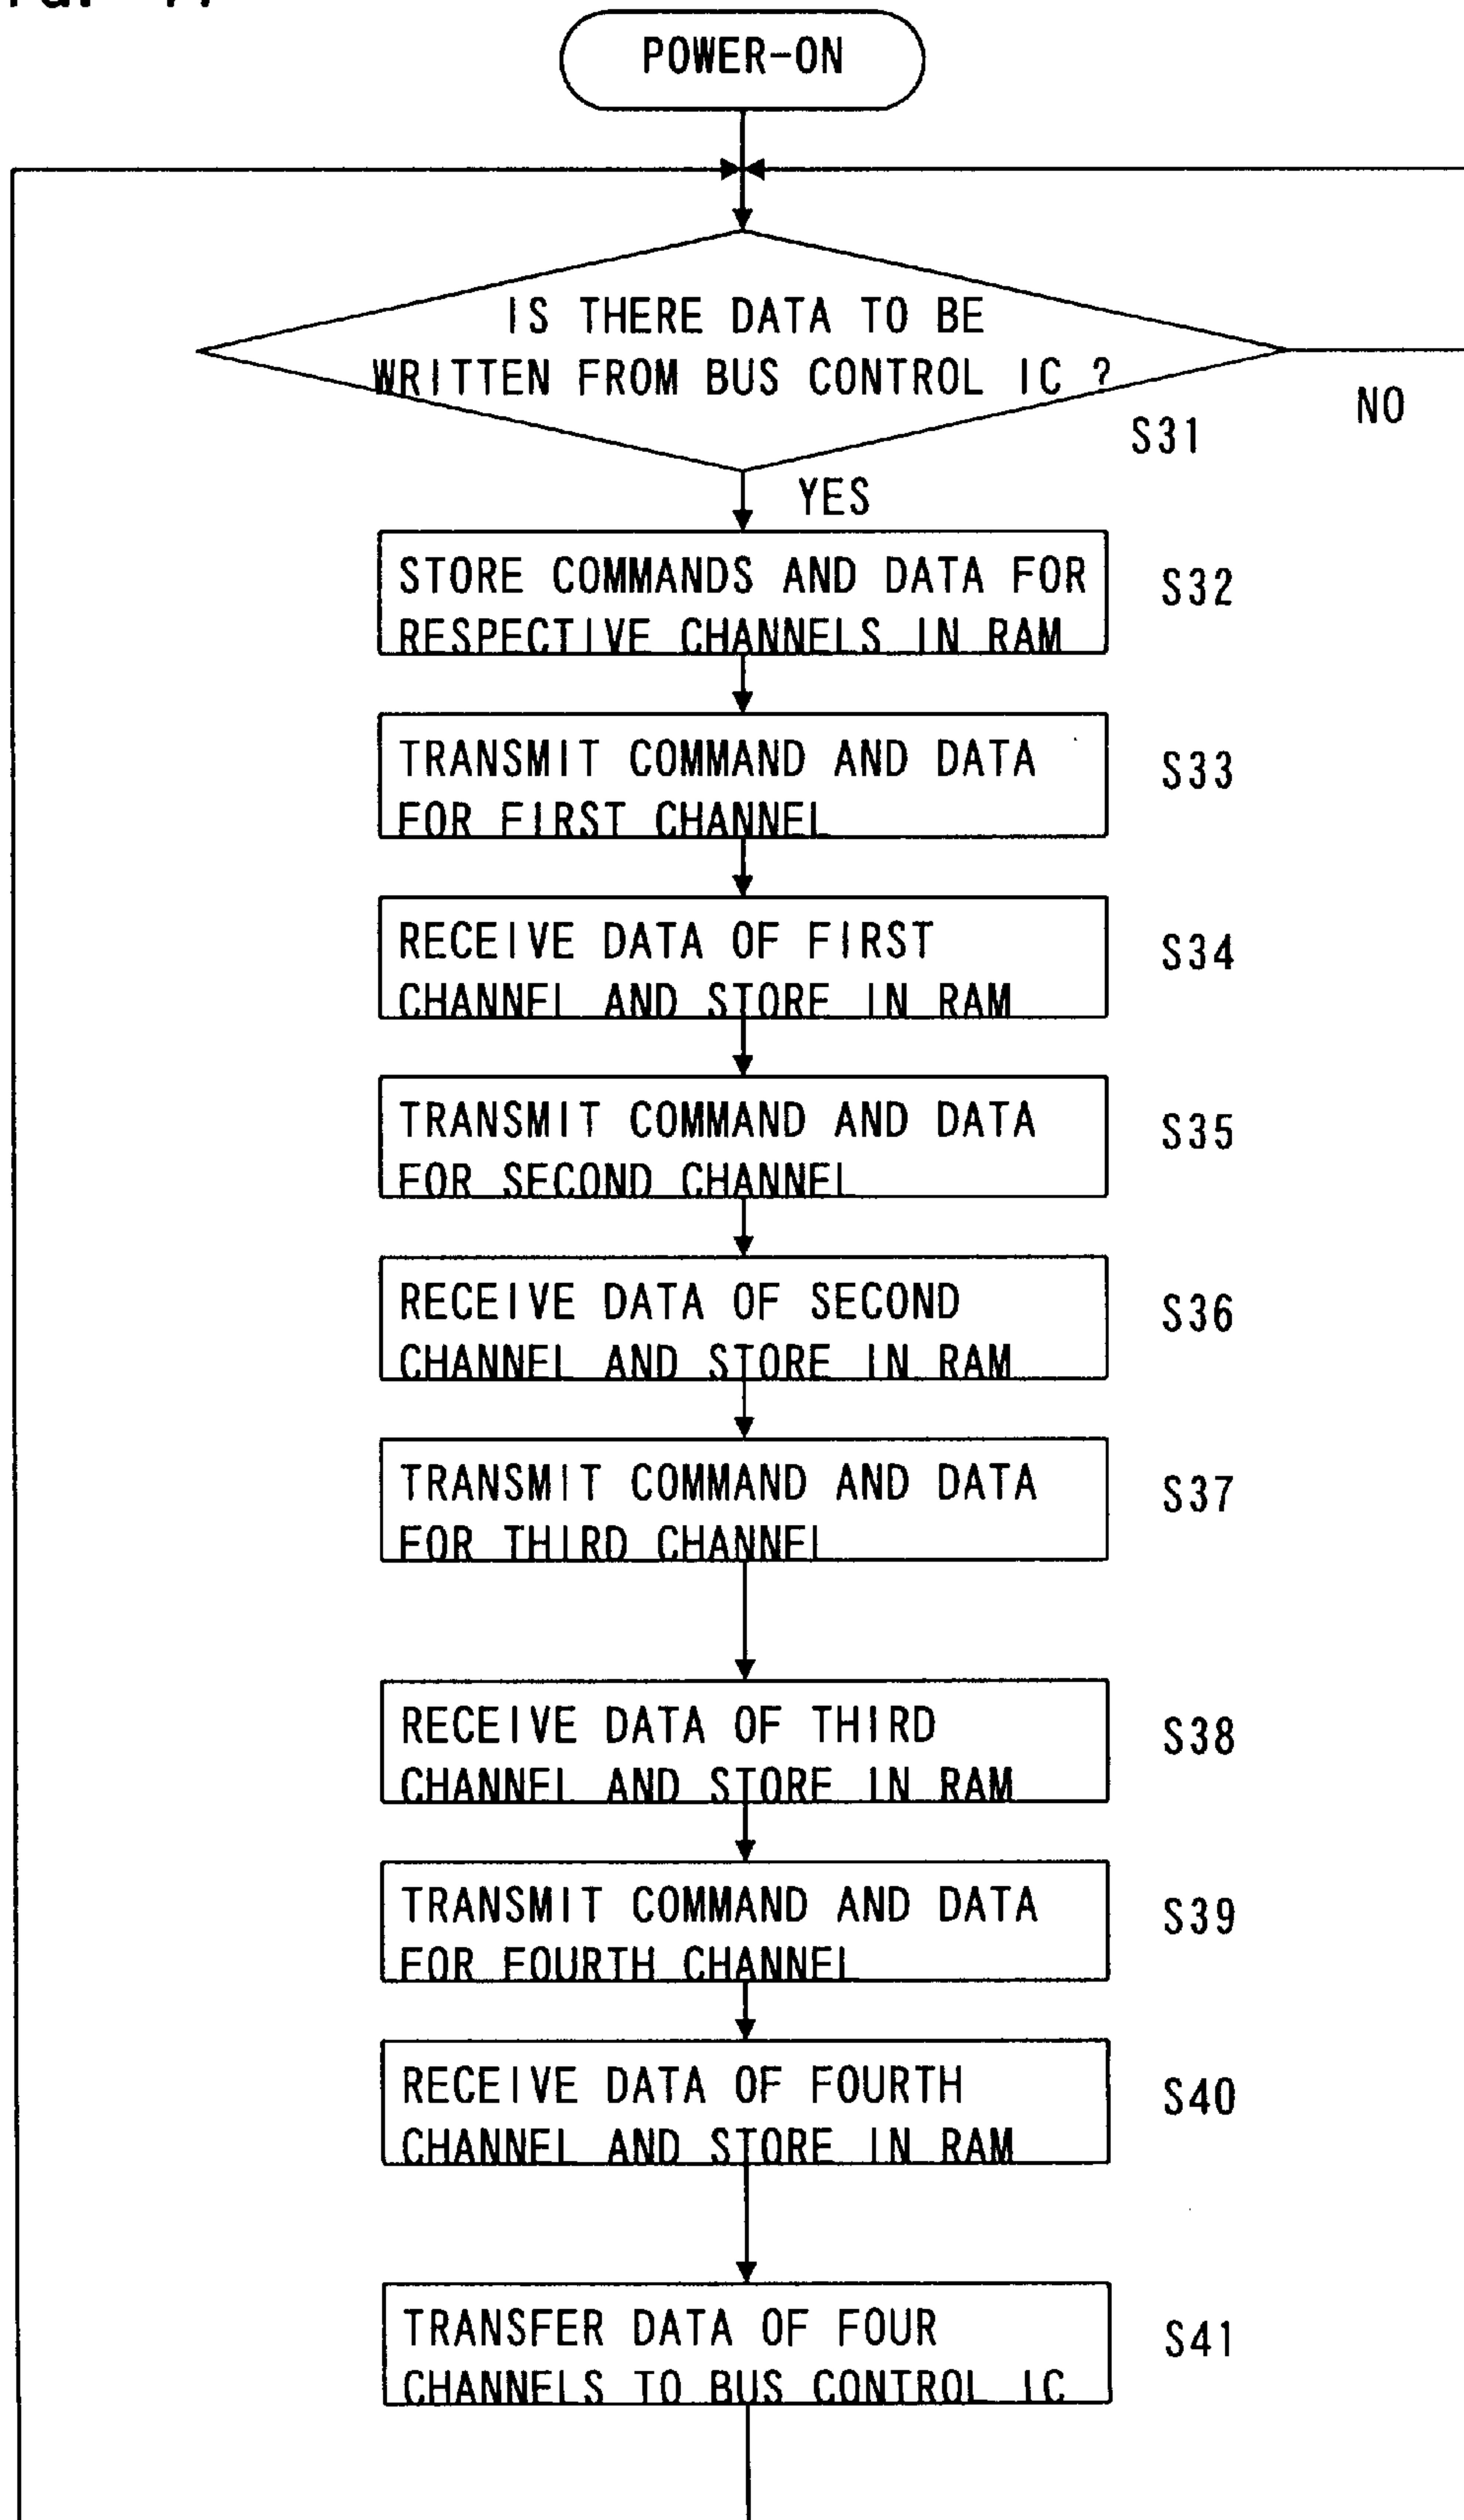 POWER-ON
IS THERE DATA TO BE
WRITTEN FROM BUS CONTROL IC ?
NO
S31
YES
STORE COMMANDS AND DATA FOR
RESPECTIVE CHANNELS IN RAM
S32
TRANSMIT COMMAND AND DATA
FOR FIRST CHANNEL
S33
RECEIVE DATA OF FIRST
CHANNEL AND STORE IN RAM
S34
TRANSMIT COMMAND AND DATA
FOR SECOND CHANNEL
S35
RECEIVE DATA OF SECOND
CHANNEL AND STORE IN RAM
S36
TRANSMIT COMMAND AND DATA
FOR THIRD CHANNEL
S37
RECEIVE DATA OF THIRD
CHANNEL AND STORE IN RAM
S38
TRANSMIT COMMAND AND DATA
FOR FOURTH CHANNEL
S39
RECEIVE DATA OF FOURTH
CHANNEL AND STORE IN RAM
S40
TRANSFER DATA OF FOUR
CHANNELS TO BUS CONTROL IC
S41